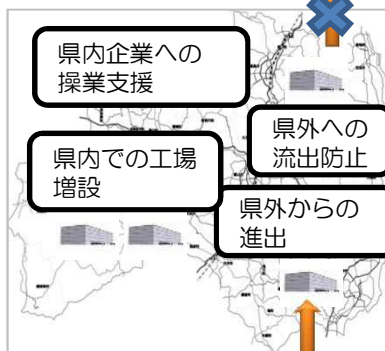 県内企業への
操業支援
県外への
流出防止
県内での工場
増設
県外からの
進出